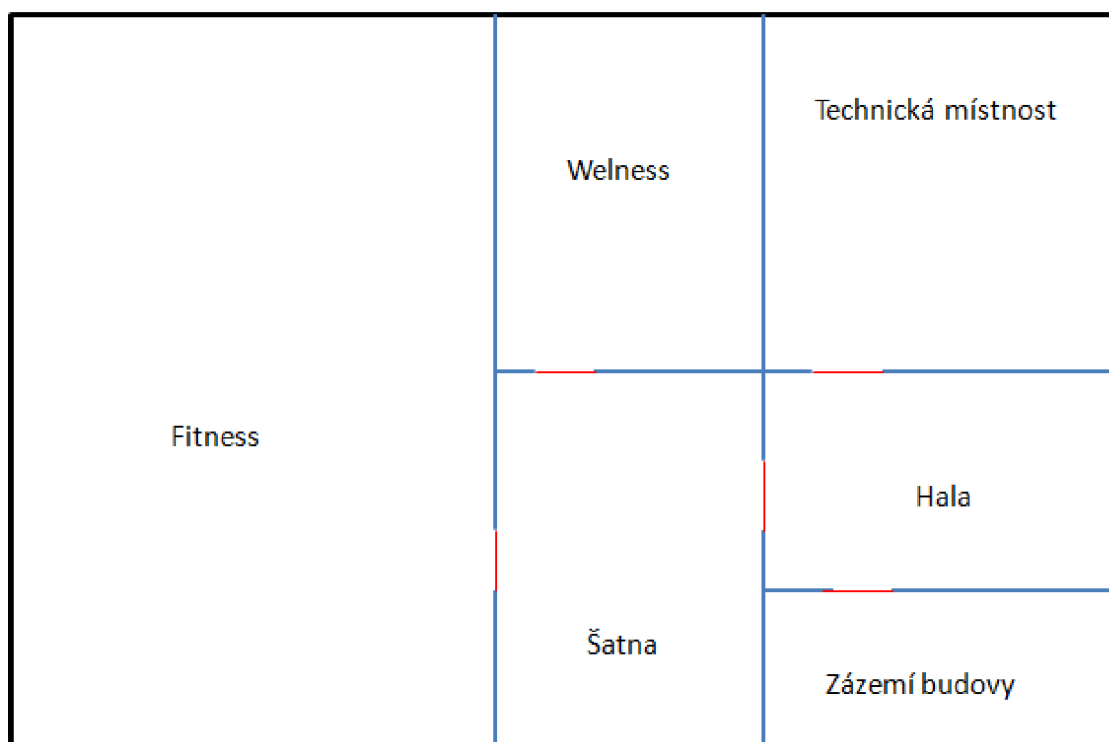 Technická místnost
Welness
Fitness
Hala
Šatna
Zázemí budovy